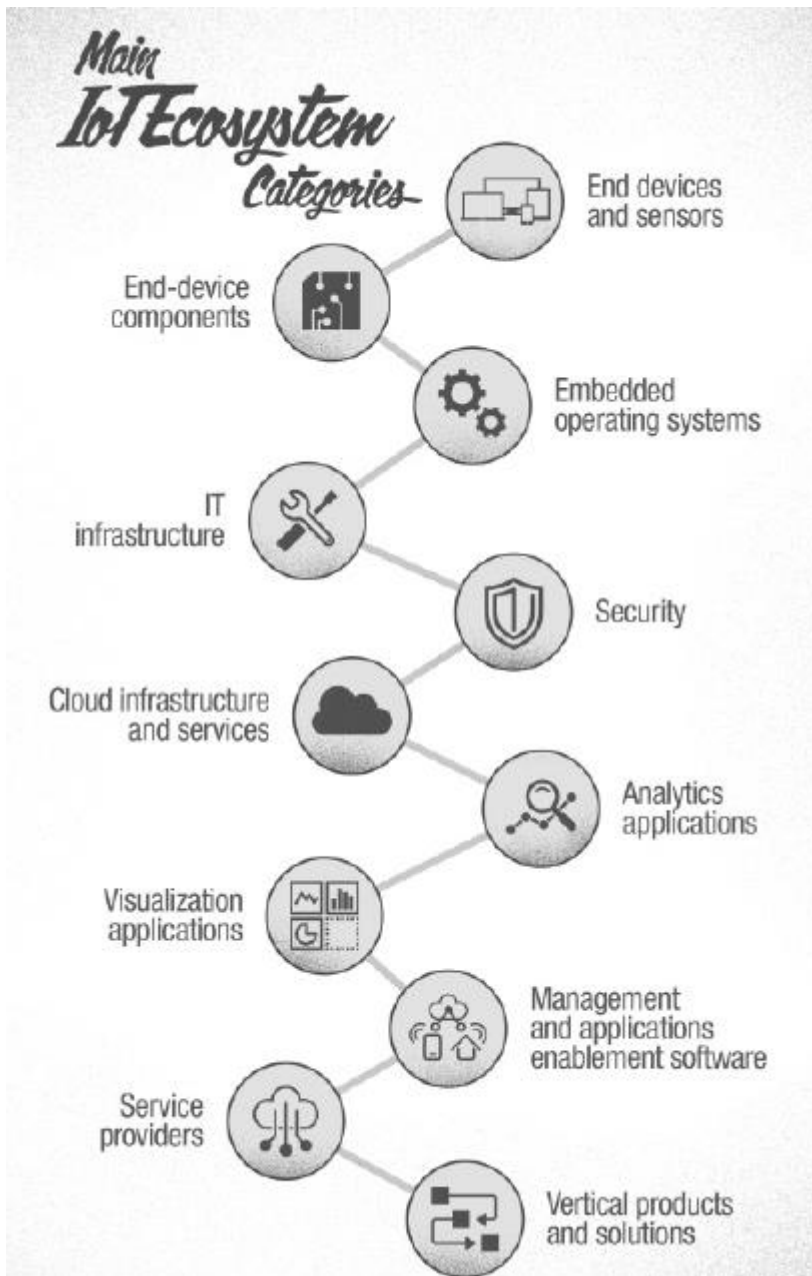 Main
IoT Ecosystem
Categories
End devices
and sensors
End-device
components
Embedded
operating systems
IT
infrastructure
Security
Cloud infrastructure
and services
Analytics
applications
Visualization
applications
Management
and applications
enablement software
Service
providers
Vertical products
and solutions